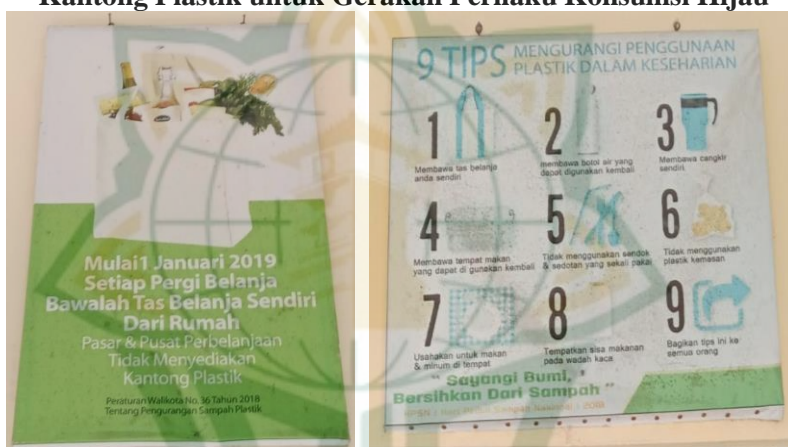 Kantong Plastik untuk Gerakan Perilaku Konsumsi Hijau
Mulai1 Januari 2019
Setiap Pergi Belanja
Bawalah Tas Belanja Sendiri
Dari Rumah
Pasar & Pusat Perbelanjaan
Tidak Menyediakan
Kantong Plastik
Peraturan Walikota No. 36 Tahun 2018
Tentang Pengurangan Sampah Plastik
9 TIPS MENGURANGI PENGGUNAAN
PLASTIK DALAM KESEHARIAN
1
Membawa tas belanja
anda sendiri
2
membawa botol air yang
dapat digunakan kembali
3
Membawa cangkir
sendiri
4
Membawa tempat makan
yang dapat di gunakan kembali
5
Tidak menggunakan sendok
& sedotan yang sekali pakai
6
Tidak menggunakan
plastik kemasan
7
Usahakan untuk makan
& minum di tempat
8
Tempatkan sisa makanan
pada wadah kaca
9
Bagikan tips ini ke
semua orang
" Sayangi Bumi,
Bersihkan Dari Sampah "